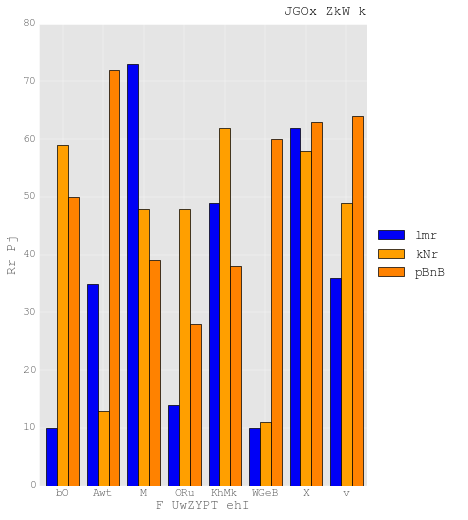 JGOx ZkW k
80
70
60
50
40
30
20
10
0
Rr Pj
bO Awt M ORu KhMk WGeB X v
F UwZYPT ehI
lmr
kNr
pBnB